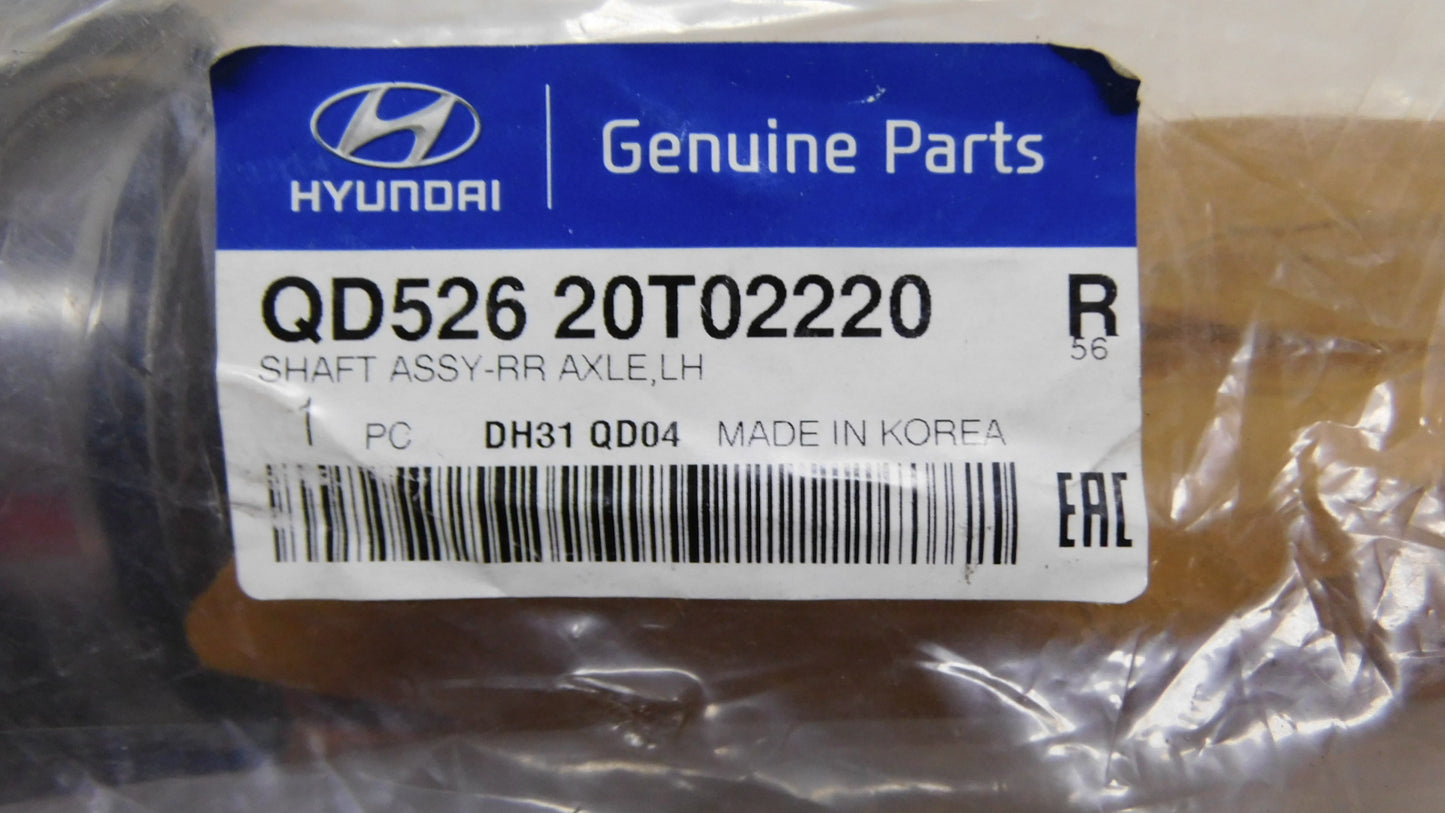 HYUNDAI
Genuine Parts
QD526 20T02220 R
56
SHAFT ASSY-RR AXLE,LH
1 PC DH31 QD04 MADE IN KOREA
EAC